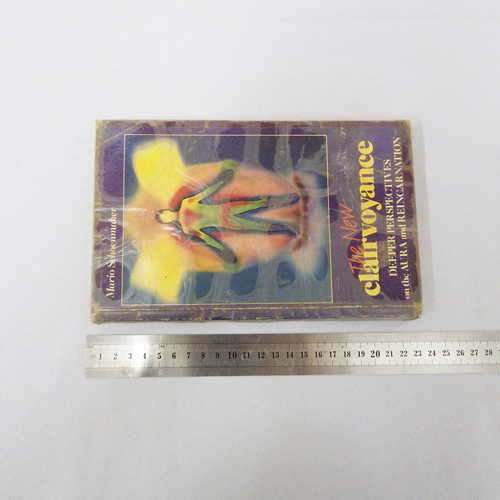 The New
clairvoyance
DEEPER PERSPECTIVES
on the AURA and REINCARNATION
Mario Schoenmaker
1 2 3 4 5 6 7 8 9 10 11 12 13 14 15 16 17 18 19 20 21 22 23 24 25 26 27 28